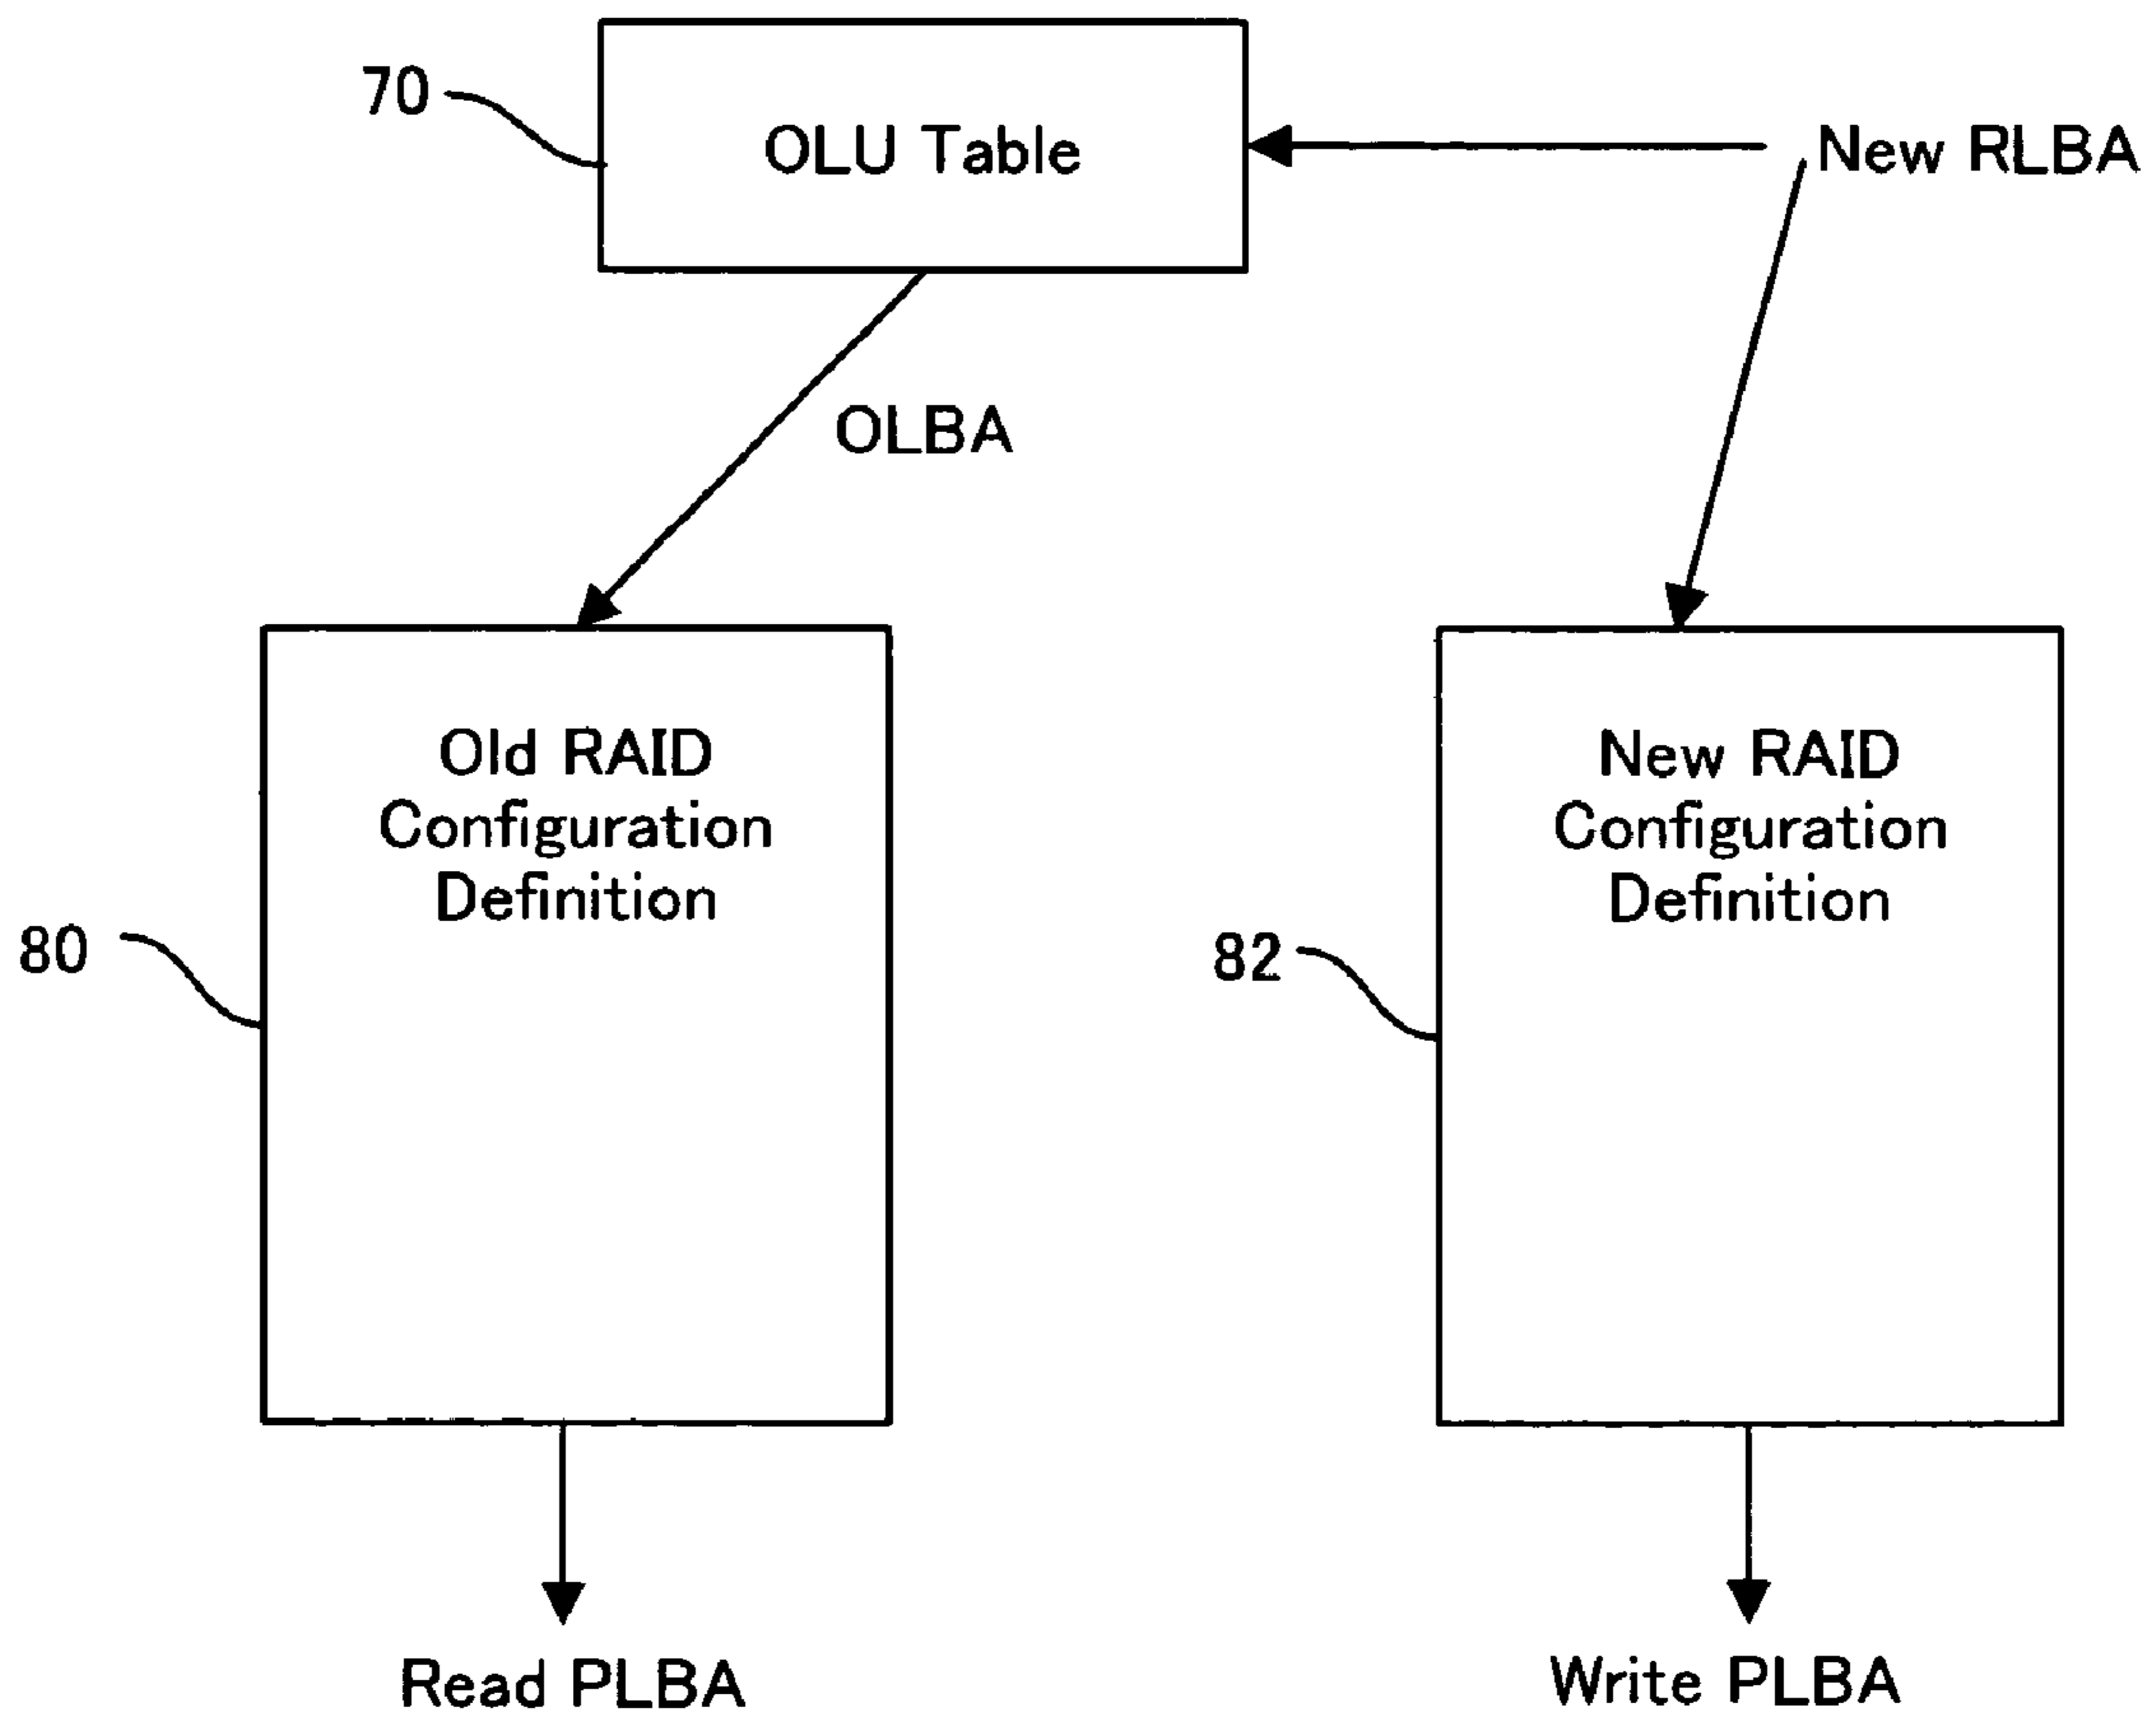 70
OLU Table
New RLBA
OLBA
Old RAID
Configuration
Definition
80
New RAID
Configuration
Definition
82
Read PLBA
Write PLBA